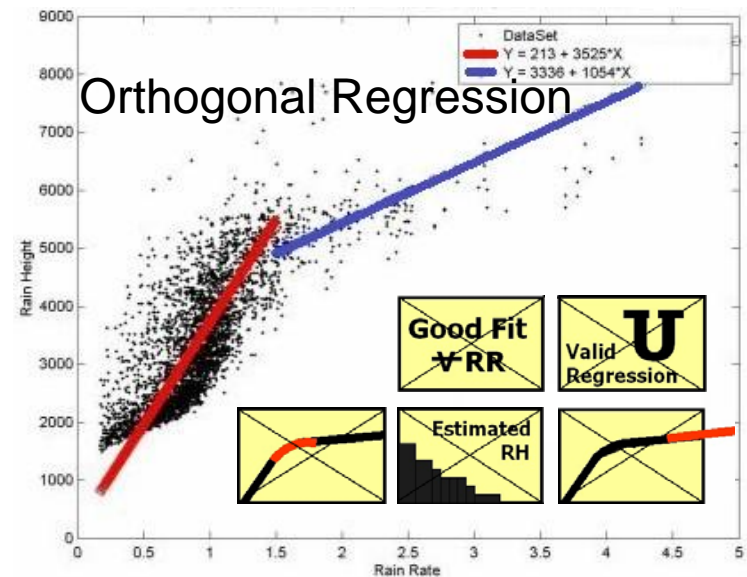 9000
DataSet
Y = 213 + 3525*X
Y = 3336 + 1054*X
8000
Orthogonal Regression
7000
6000
5000
Rain Height
4000
Good Fit
∀ RR
Valid U
Regression
3000
2000
Estimated
RH
1000
0
0 0.5 1 1.5 2 2.5 3 3.5 4 4.5 5
Rain Rate